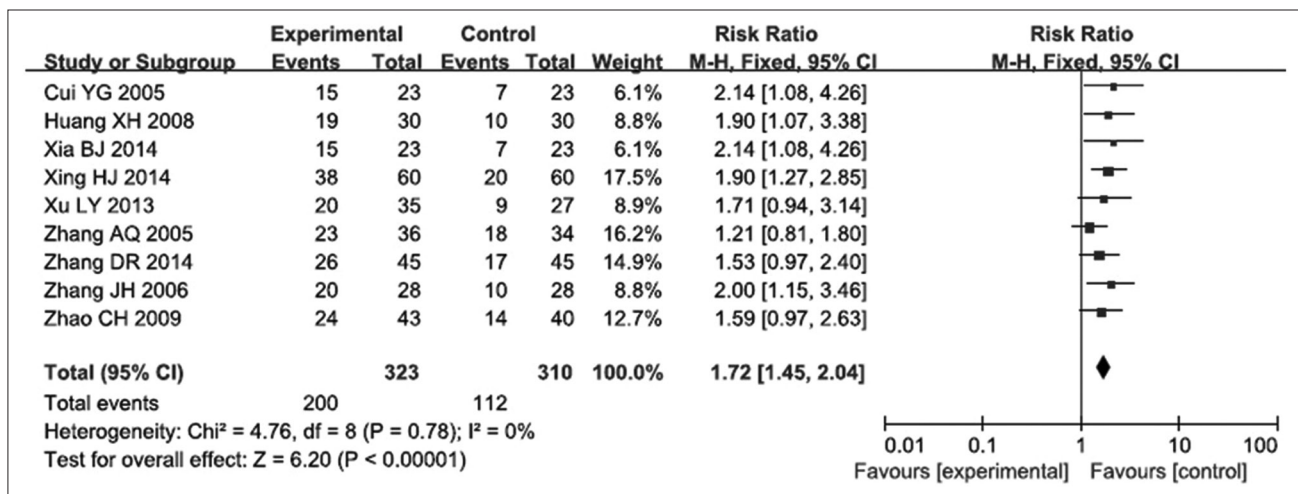 Experimental Control Risk Ratio Risk Ratio
Study or Subgroup Events Total Events Total Weight M-H, Fixed, 95% CI M-H, Fixed, 95% CI
Cui YG 2005 15 23 7 23 6.1% 2.14 [1.08, 4.26]
Huang XH 2008 19 30 10 30 8.8% 1.90 [1.07, 3.38]
Xia BJ 2014 15 23 7 23 6.1% 2.14 [1.08, 4.26]
Xing HJ 2014 38 60 20 60 17.5% 1.90 [1.27, 2.85]
Xu LY 2013 20 35 9 27 8.9% 1.71 [0.94, 3.14]
Zhang AQ 2005 23 36 18 34 16.2% 1.21 [0.81, 1.80]
Zhang DR 2014 26 45 17 45 14.9% 1.53 [0.97, 2.40]
Zhang JH 2006 20 28 10 28 8.8% 2.00 [1.15, 3.46]
Zhao CH 2009 24 43 14 40 12.7% 1.59 [0.97, 2.63]
Total (95% CI) 323 310 100.0% 1.72 [1.45, 2.04]
Total events 200 112
Heterogeneity: Chi² = 4.76, df = 8 (P = 0.78); I² = 0%
Test for overall effect: Z = 6.20 (P < 0.00001)
0.01 0.1 1 10 100
Favours [experimental] Favours [control]